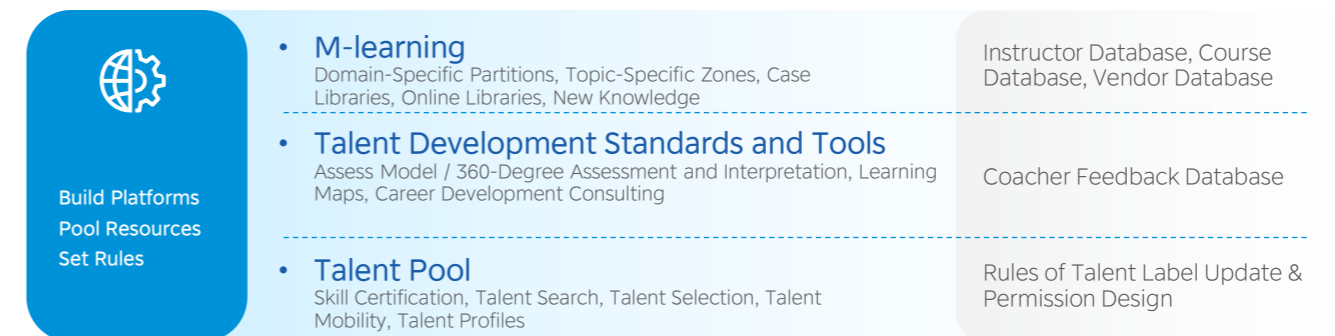 Build Platforms
Pool Resources
Set Rules
• M-learning
Domain-Specific Partitions, Topic-Specific Zones, Case
Libraries, Online Libraries, New Knowledge
Instructor Database, Course
Database, Vendor Database
• Talent Development Standards and Tools
Assess Model / 360-Degree Assessment and Interpretation, Learning
Maps, Career Development Consulting
Coacher Feedback Database
• Talent Pool
Skill Certification, Talent Search, Talent Selection, Talent
Mobility, Talent Profiles
Rules of Talent Label Update &
Permission Design